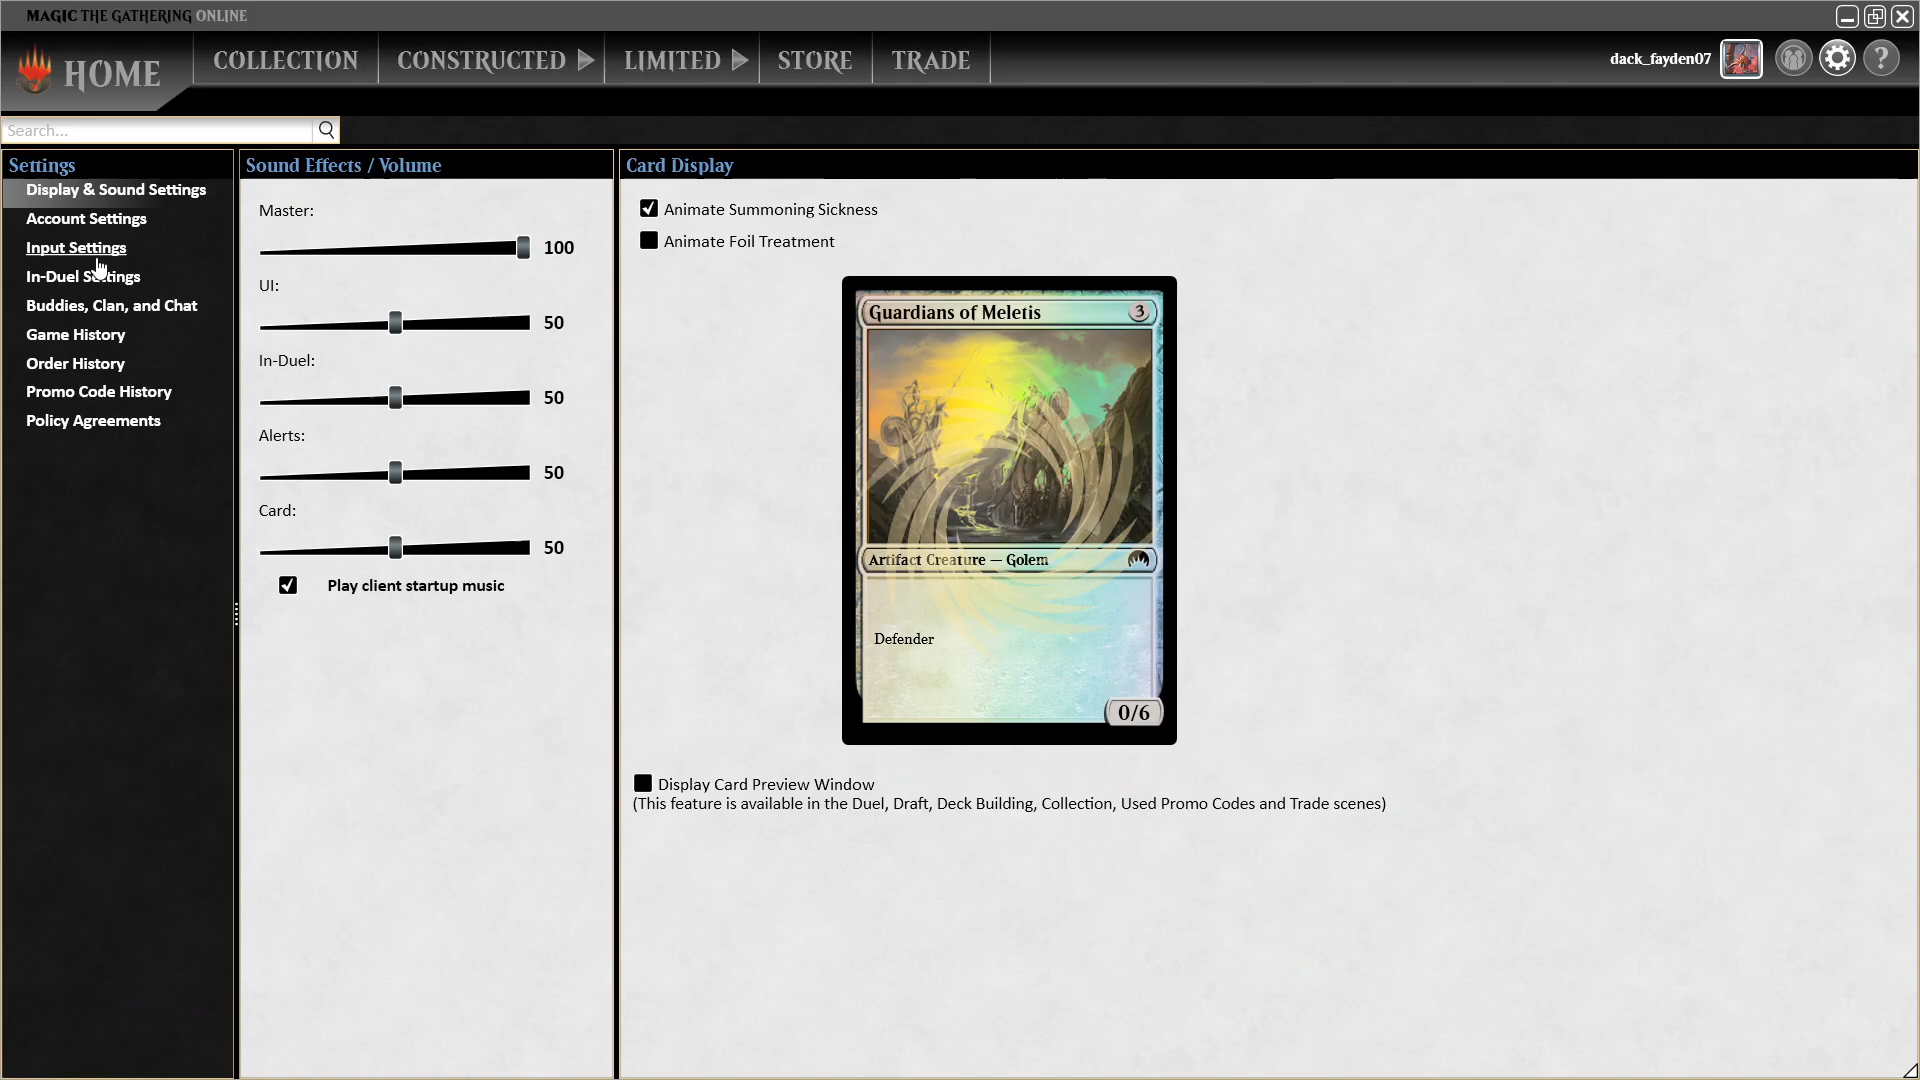 MAGIC THE GATHERING ONLINE
HOME
COLLECTION
CONSTRUCTED
LIMITED
STORE
TRADE
dack_fayden07
?
Search...
Settings
Display & Sound Settings
Account Settings
Input Settings
In-Duel Settings
Buddies, Clan, and Chat
Game History
Order History
Promo Code History
Policy Agreements
Sound Effects / Volume
Master:
100
UI:
50
In-Duel:
50
Alerts:
50
Card:
50
Play client startup music
Card Display
Animate Summoning Sickness
Animate Foil Treatment
Guardians of Meletis 3
Artifact Creature — Golem
Defender
0/6
Display Card Preview Window
(This feature is available in the Duel, Draft, Deck Building, Collection, Used Promo Codes and Trade scenes)